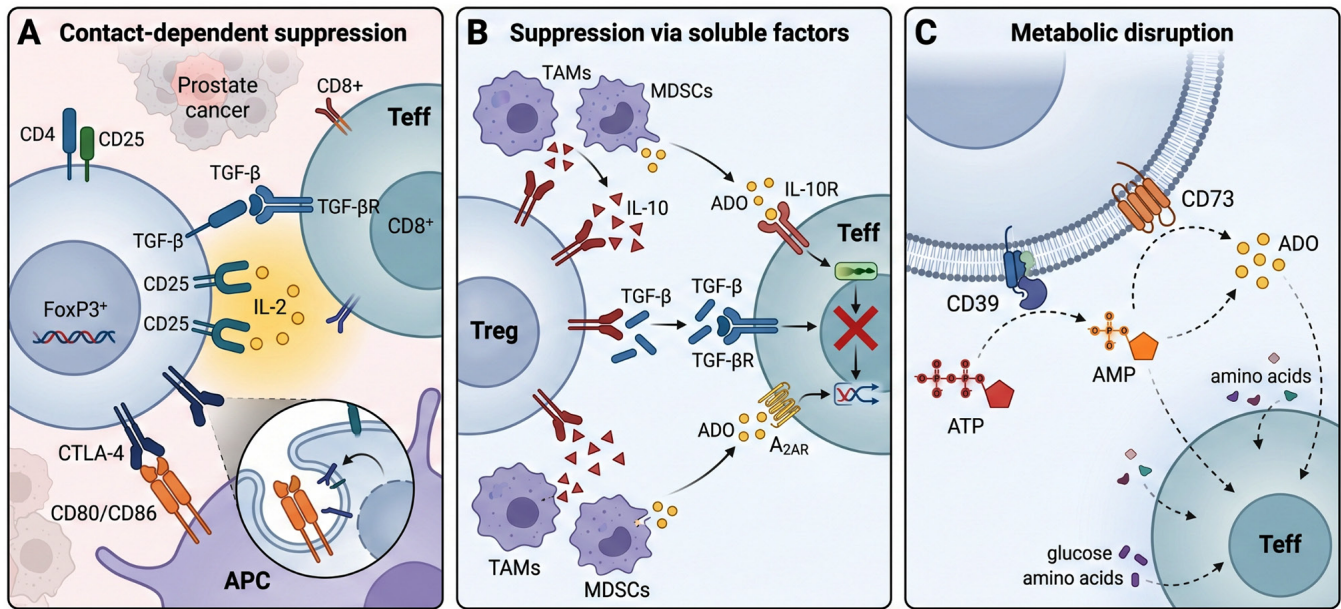 A Contact-dependent suppression
Prostate
cancer
CD8+
Teff
CD4
CD25
TGF-β
TGF-βR
CD8⁺
TGF-β
CD25
IL-2
CD25
FoxP3⁺
CTLA-4
CD80/CD86
APC
B Suppression via soluble factors
TAMs
MDSCs
ADO
IL-10R
IL-10
Teff
TGF-β
TGF-β
Treg
TGF-βR
ADO
A2AR
TAMs
MDSCs
C Metabolic disruption
CD73
ADO
CD39
P
AMP
amino acids
P P
ATP
Teff
glucose
amino acids